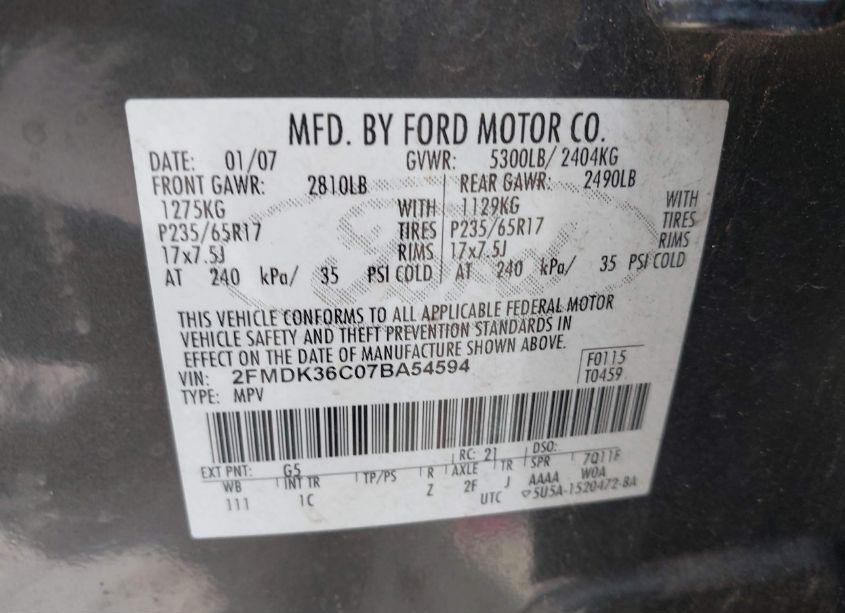 MFD. BY FORD MOTOR CO.
DATE: 01/07 GVWR: 5300LB/ 2404KG
FRONT GAWR: 2810LB REAR GAWR: 2490LB
1275KG WITH 1129KG WITH
P235/65R17 TIRES P235/65R17 TIRES
17x7.5J RIMS 17x7.5J RIMS
AT 240 kPa/ 35 PSI COLD AT 240 kPa/ 35 PSI COLD
THIS VEHICLE CONFORMS TO ALL APPLICABLE FEDERAL MOTOR
VEHICLE SAFETY AND THEFT PREVENTION STANDARDS IN
EFFECT ON THE DATE OF MANUFACTURE SHOWN ABOVE.
VIN: 2FMDK36C07BA54594 F0115
TYPE: MPV T0459
EXT PNT: G5 RC: 21 DSO:
WB INT TR TP/PS R AXLE TR SPR 7Q11F
111 1C Z 2F J AAAA W0A
UTC 5U5A-1520472-BA